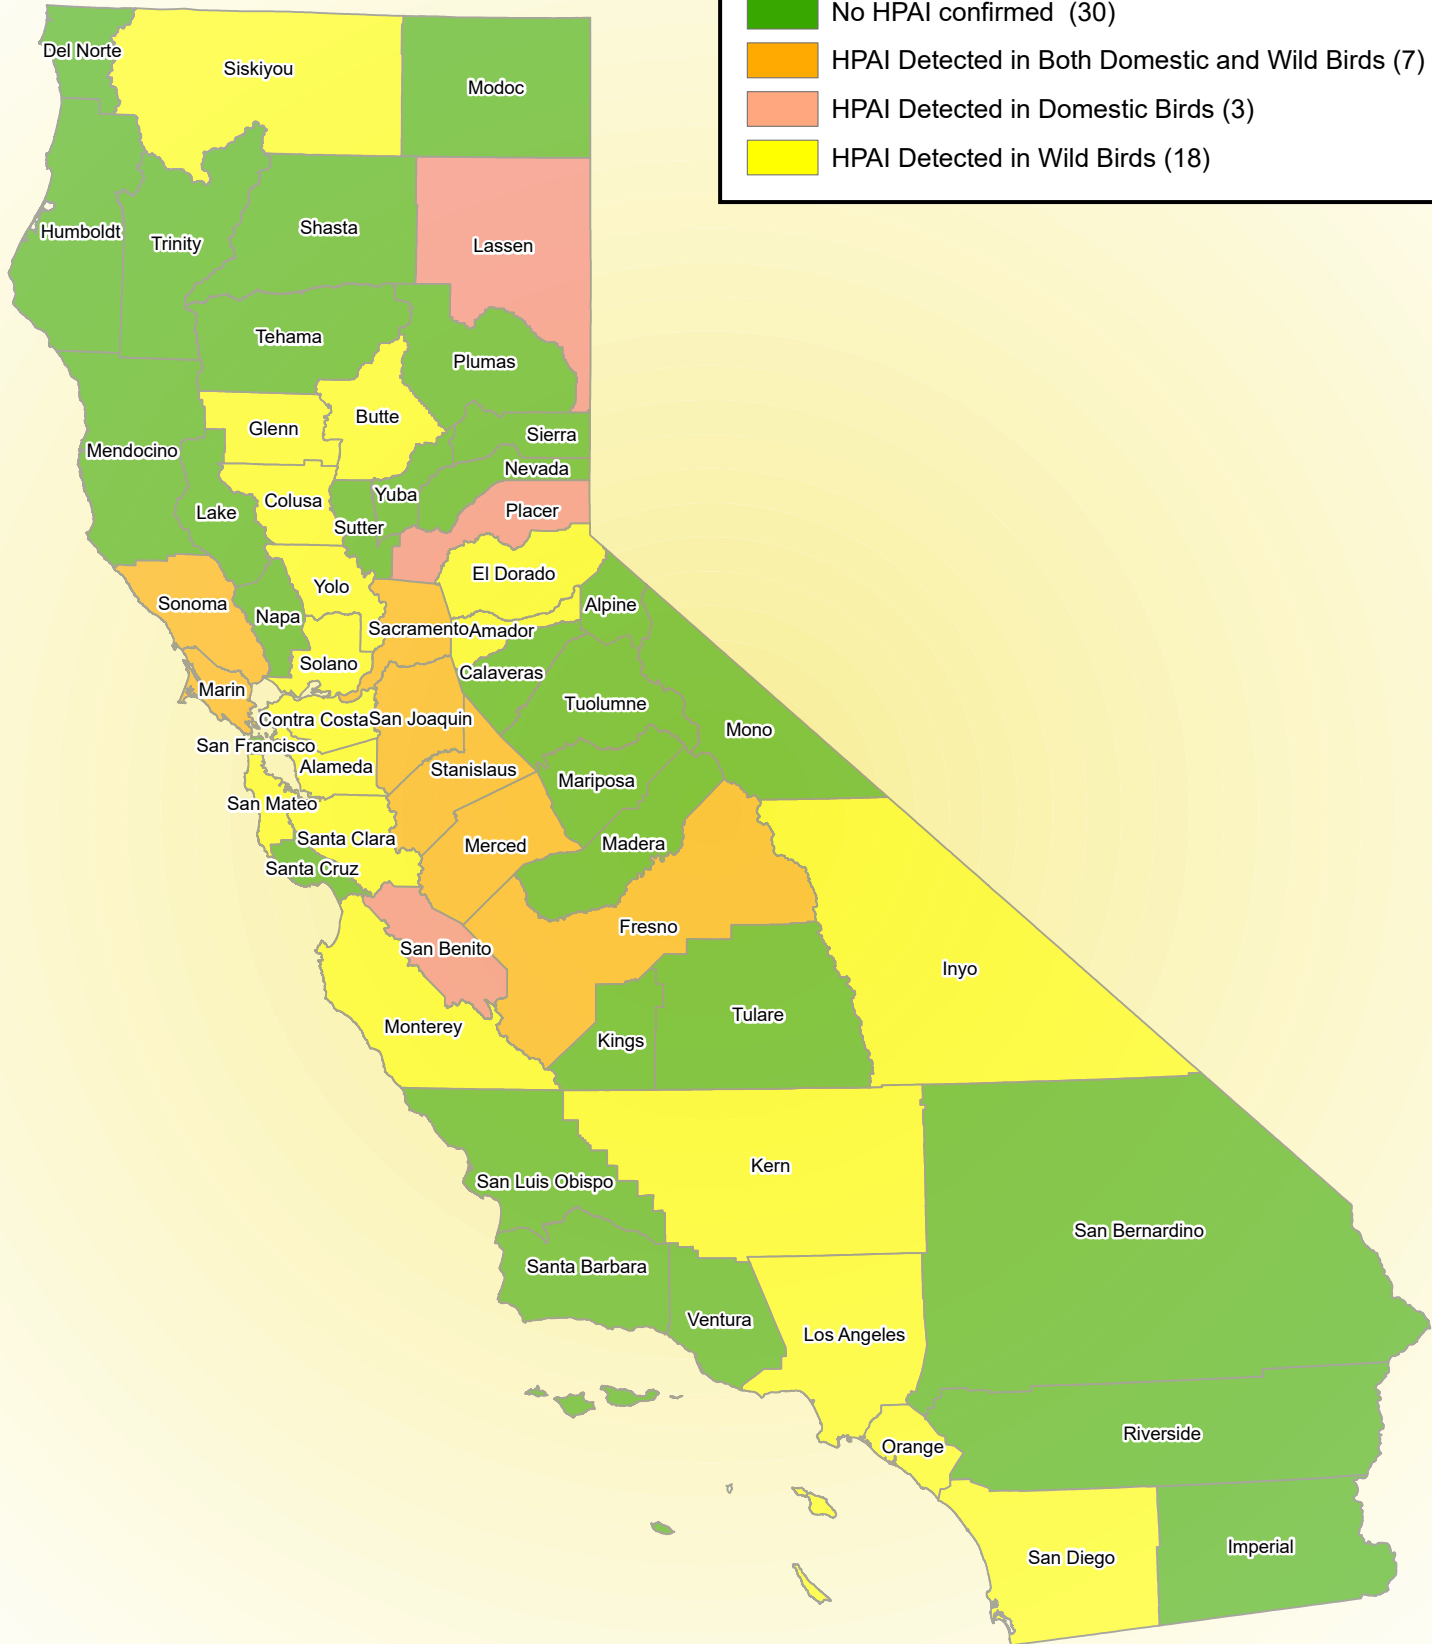 No HPAI confirmed (30)
HPAI Detected in Both Domestic and Wild Birds (7)
HPAI Detected in Domestic Birds (3)
HPAI Detected in Wild Birds (18)
Del Norte
Siskiyou
Modoc
Humboldt
Trinity
Shasta
Lassen
Tehama
Plumas
Butte
Glenn
Sierra
Mendocino
Nevada
Yuba
Colusa
Placer
Lake
Sutter
El Dorado
Yolo
Sonoma
Alpine
Napa
Sacramento
Amador
Solano
Calaveras
Marin
Tuolumne
Contra Costa
San Joaquin
Mono
San Francisco
Alameda
Stanislaus
Mariposa
San Mateo
Santa Clara
Merced
Madera
Santa Cruz
Fresno
San Benito
Inyo
Tulare
Monterey
Kings
Kern
San Luis Obispo
San Bernardino
Santa Barbara
Ventura
Los Angeles
Riverside
Orange
Imperial
San Diego